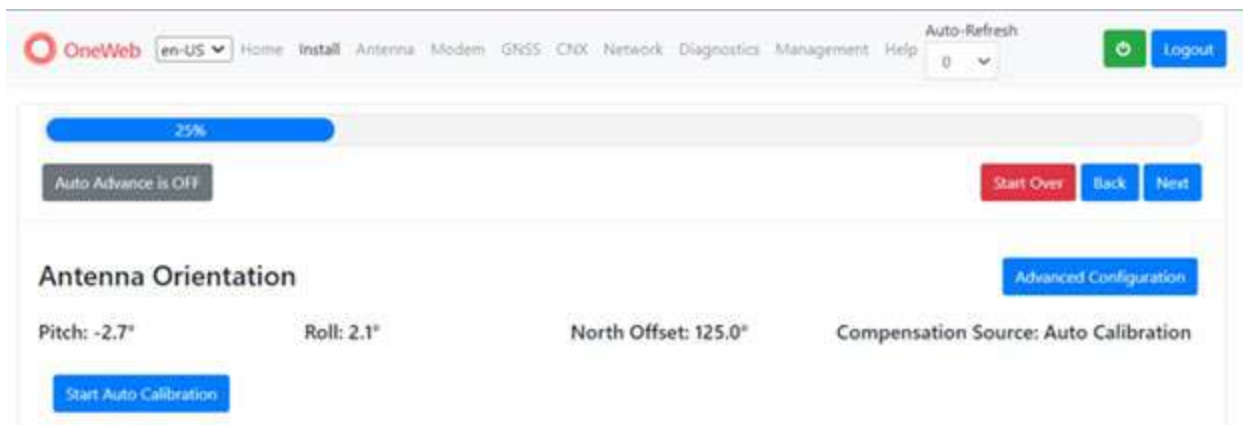 Auto-Refresh
OneWeb en-US Home Install Antenna Modem GNSS CNX Network Diagnostics Management Help 0 Logout
25%
Auto Advance is OFF Start Over Back Next
Antenna Orientation Advanced Configuration
Pitch: -2.7° Roll: 2.1° North Offset: 125.0° Compensation Source: Auto Calibration
Start Auto Calibration